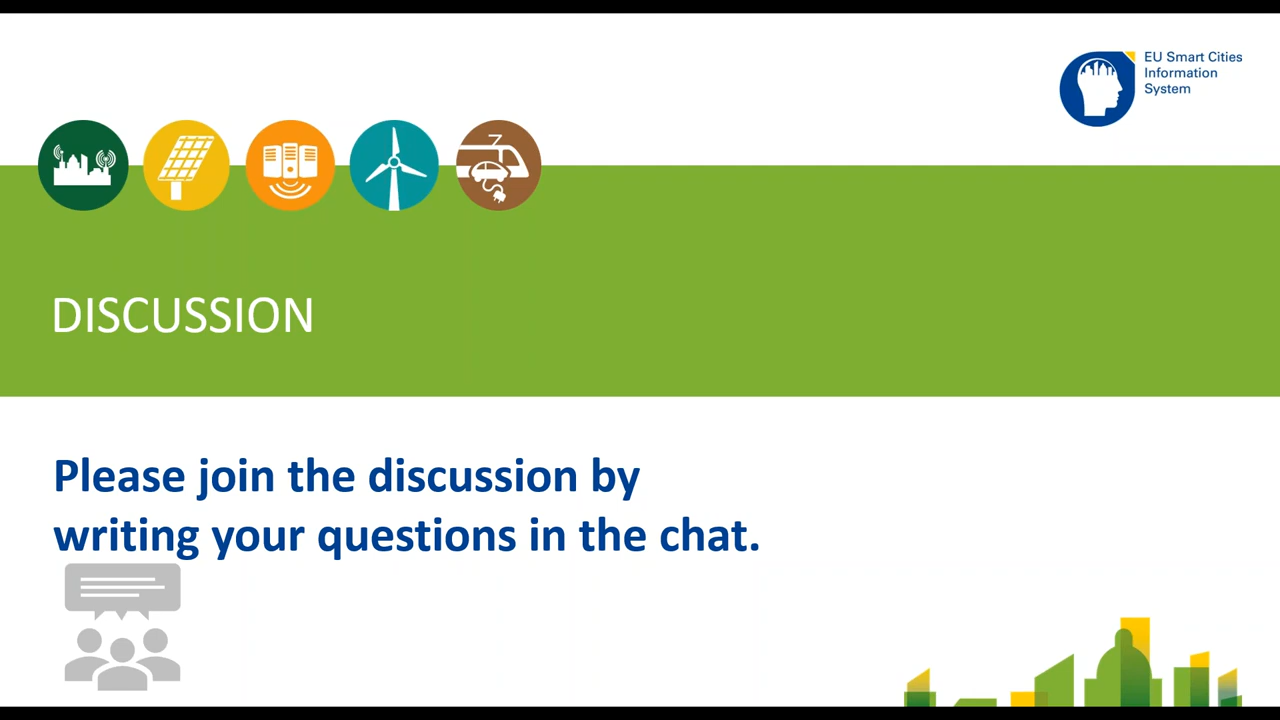 EU Smart Cities
Information
System
DISCUSSION
Please join the discussion by
writing your questions in the chat.